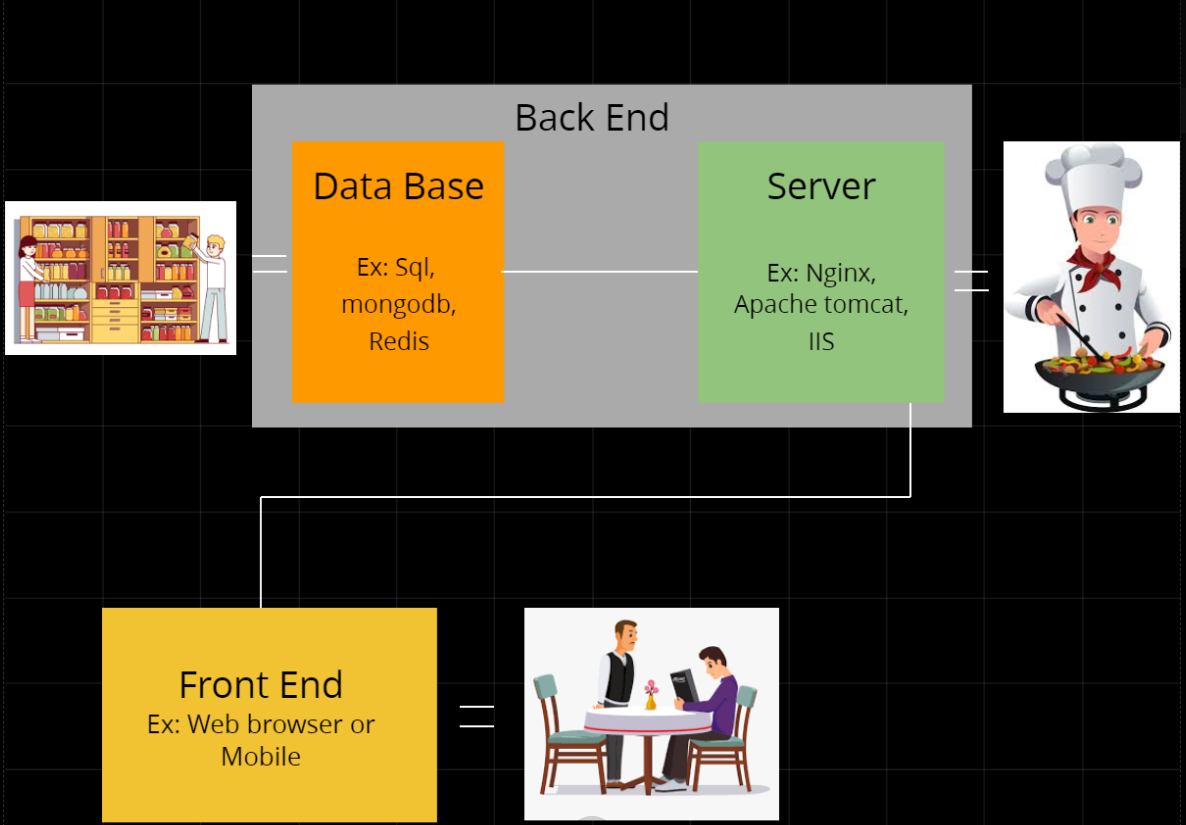 Back End
Data Base
Ex: Sql,
mongodb,
Redis
Server
Ex: Nginx,
Apache tomcat,
IIS
Front End
Ex: Web browser or
Mobile